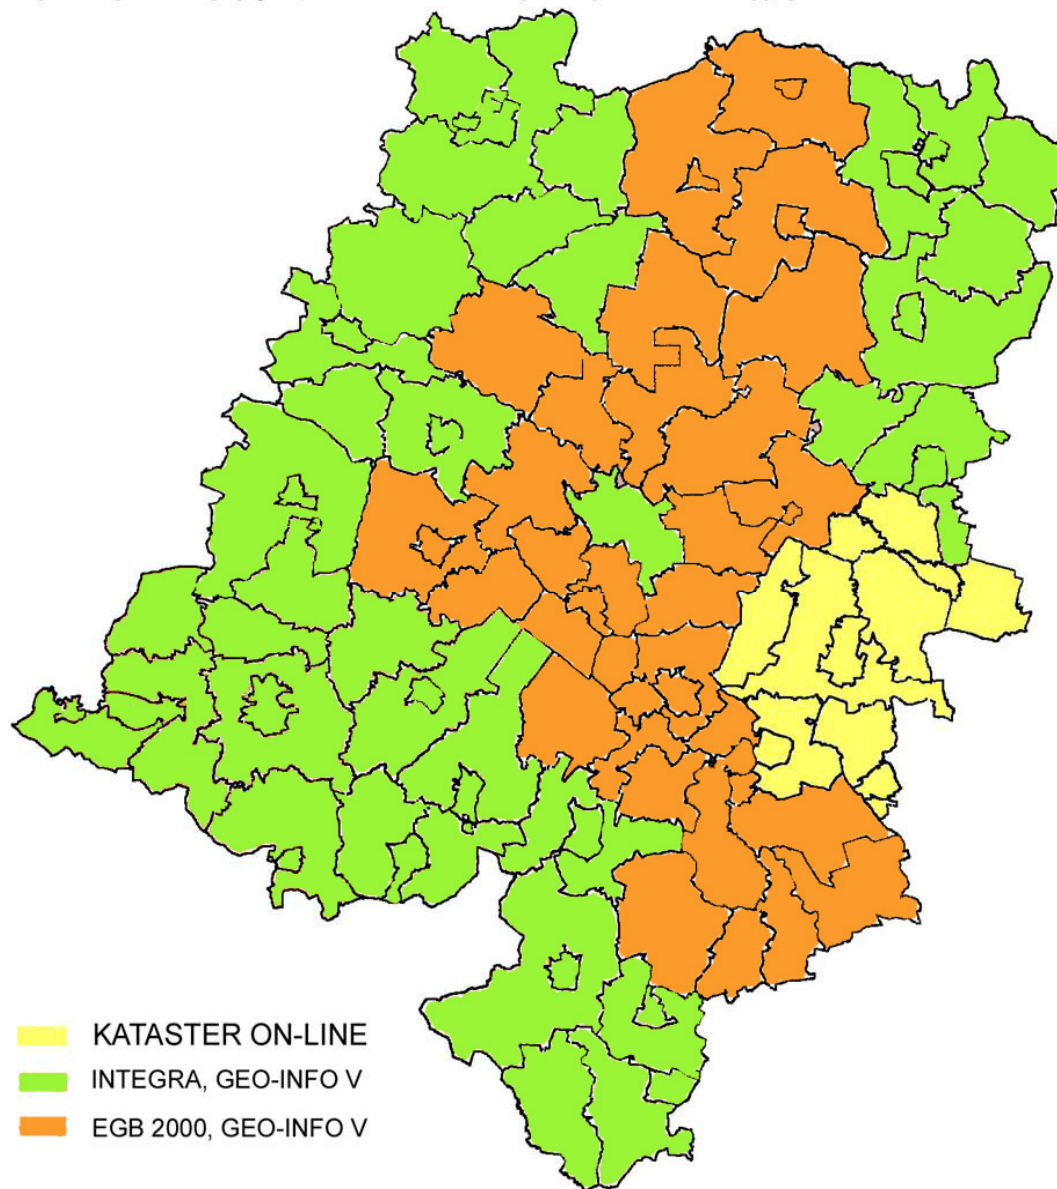 KATASTER ON-LINE
INTEGRA, GEO-INFO V
EGB 2000, GEO-INFO V